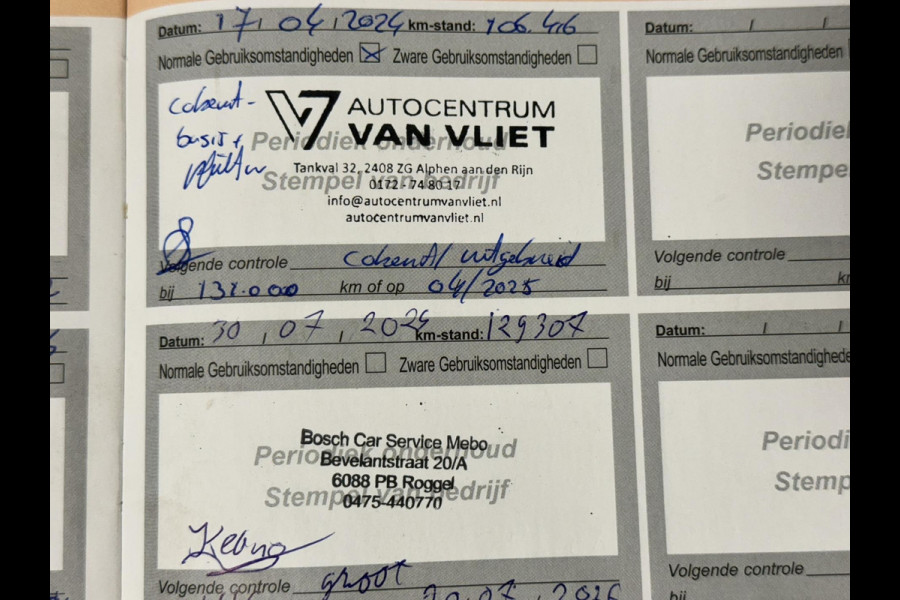 Datum: 17, 04, 2024 km-stand: 106.416
Normale Gebruiksomstandigheden Zware Gebruiksomstandigheden
AUTOCENTRUM
VAN VLIET
Periodiek onderhoud
Tankval 32, 2408 ZG Alphen aan den Rijn
Stempel van bedrijf
0172 - 74 80 17
info@autocentrumvanvliet.nl
autocentrumvanvliet.nl
Volgende controle uitgebreid
bij 131.000 km of op 04/2025
Datum: 30, 07, 2024 km-stand: 129307
Normale Gebruiksomstandigheden Zware Gebruiksomstandigheden
Bosch Car Service Mebo
Periodiek onderhoud
Bevelantstraat 20/A
6088 PB Roggel
Stempel van bedrijf
0475-440770
Volgende controle groot
Datum: / /
Normale Gebruiksomstandigheden
Periodiek
Stempe
Volgende controle
bij km
Datum: / /
Normale Gebruiksomstandighede
Periodi
Stemp
Volgende controle
bij